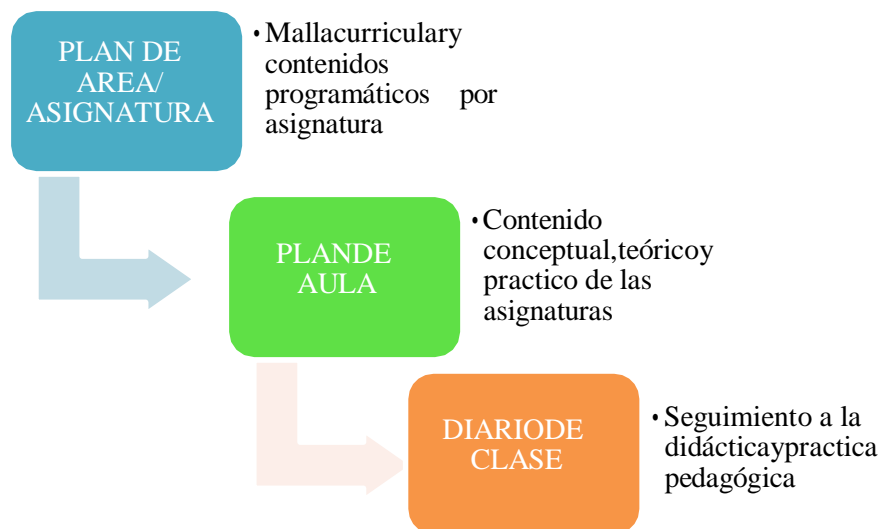 PLAN DE
AREA/
ASIGNATURA
• Mallacurriculary
contenidos
programáticos por
asignatura
PLANDE
AULA
• Contenido
conceptual,teóricoy
practico de las
asignaturas
DIARIODE
CLASE
• Seguimiento a la
didácticaypractica
pedagógica